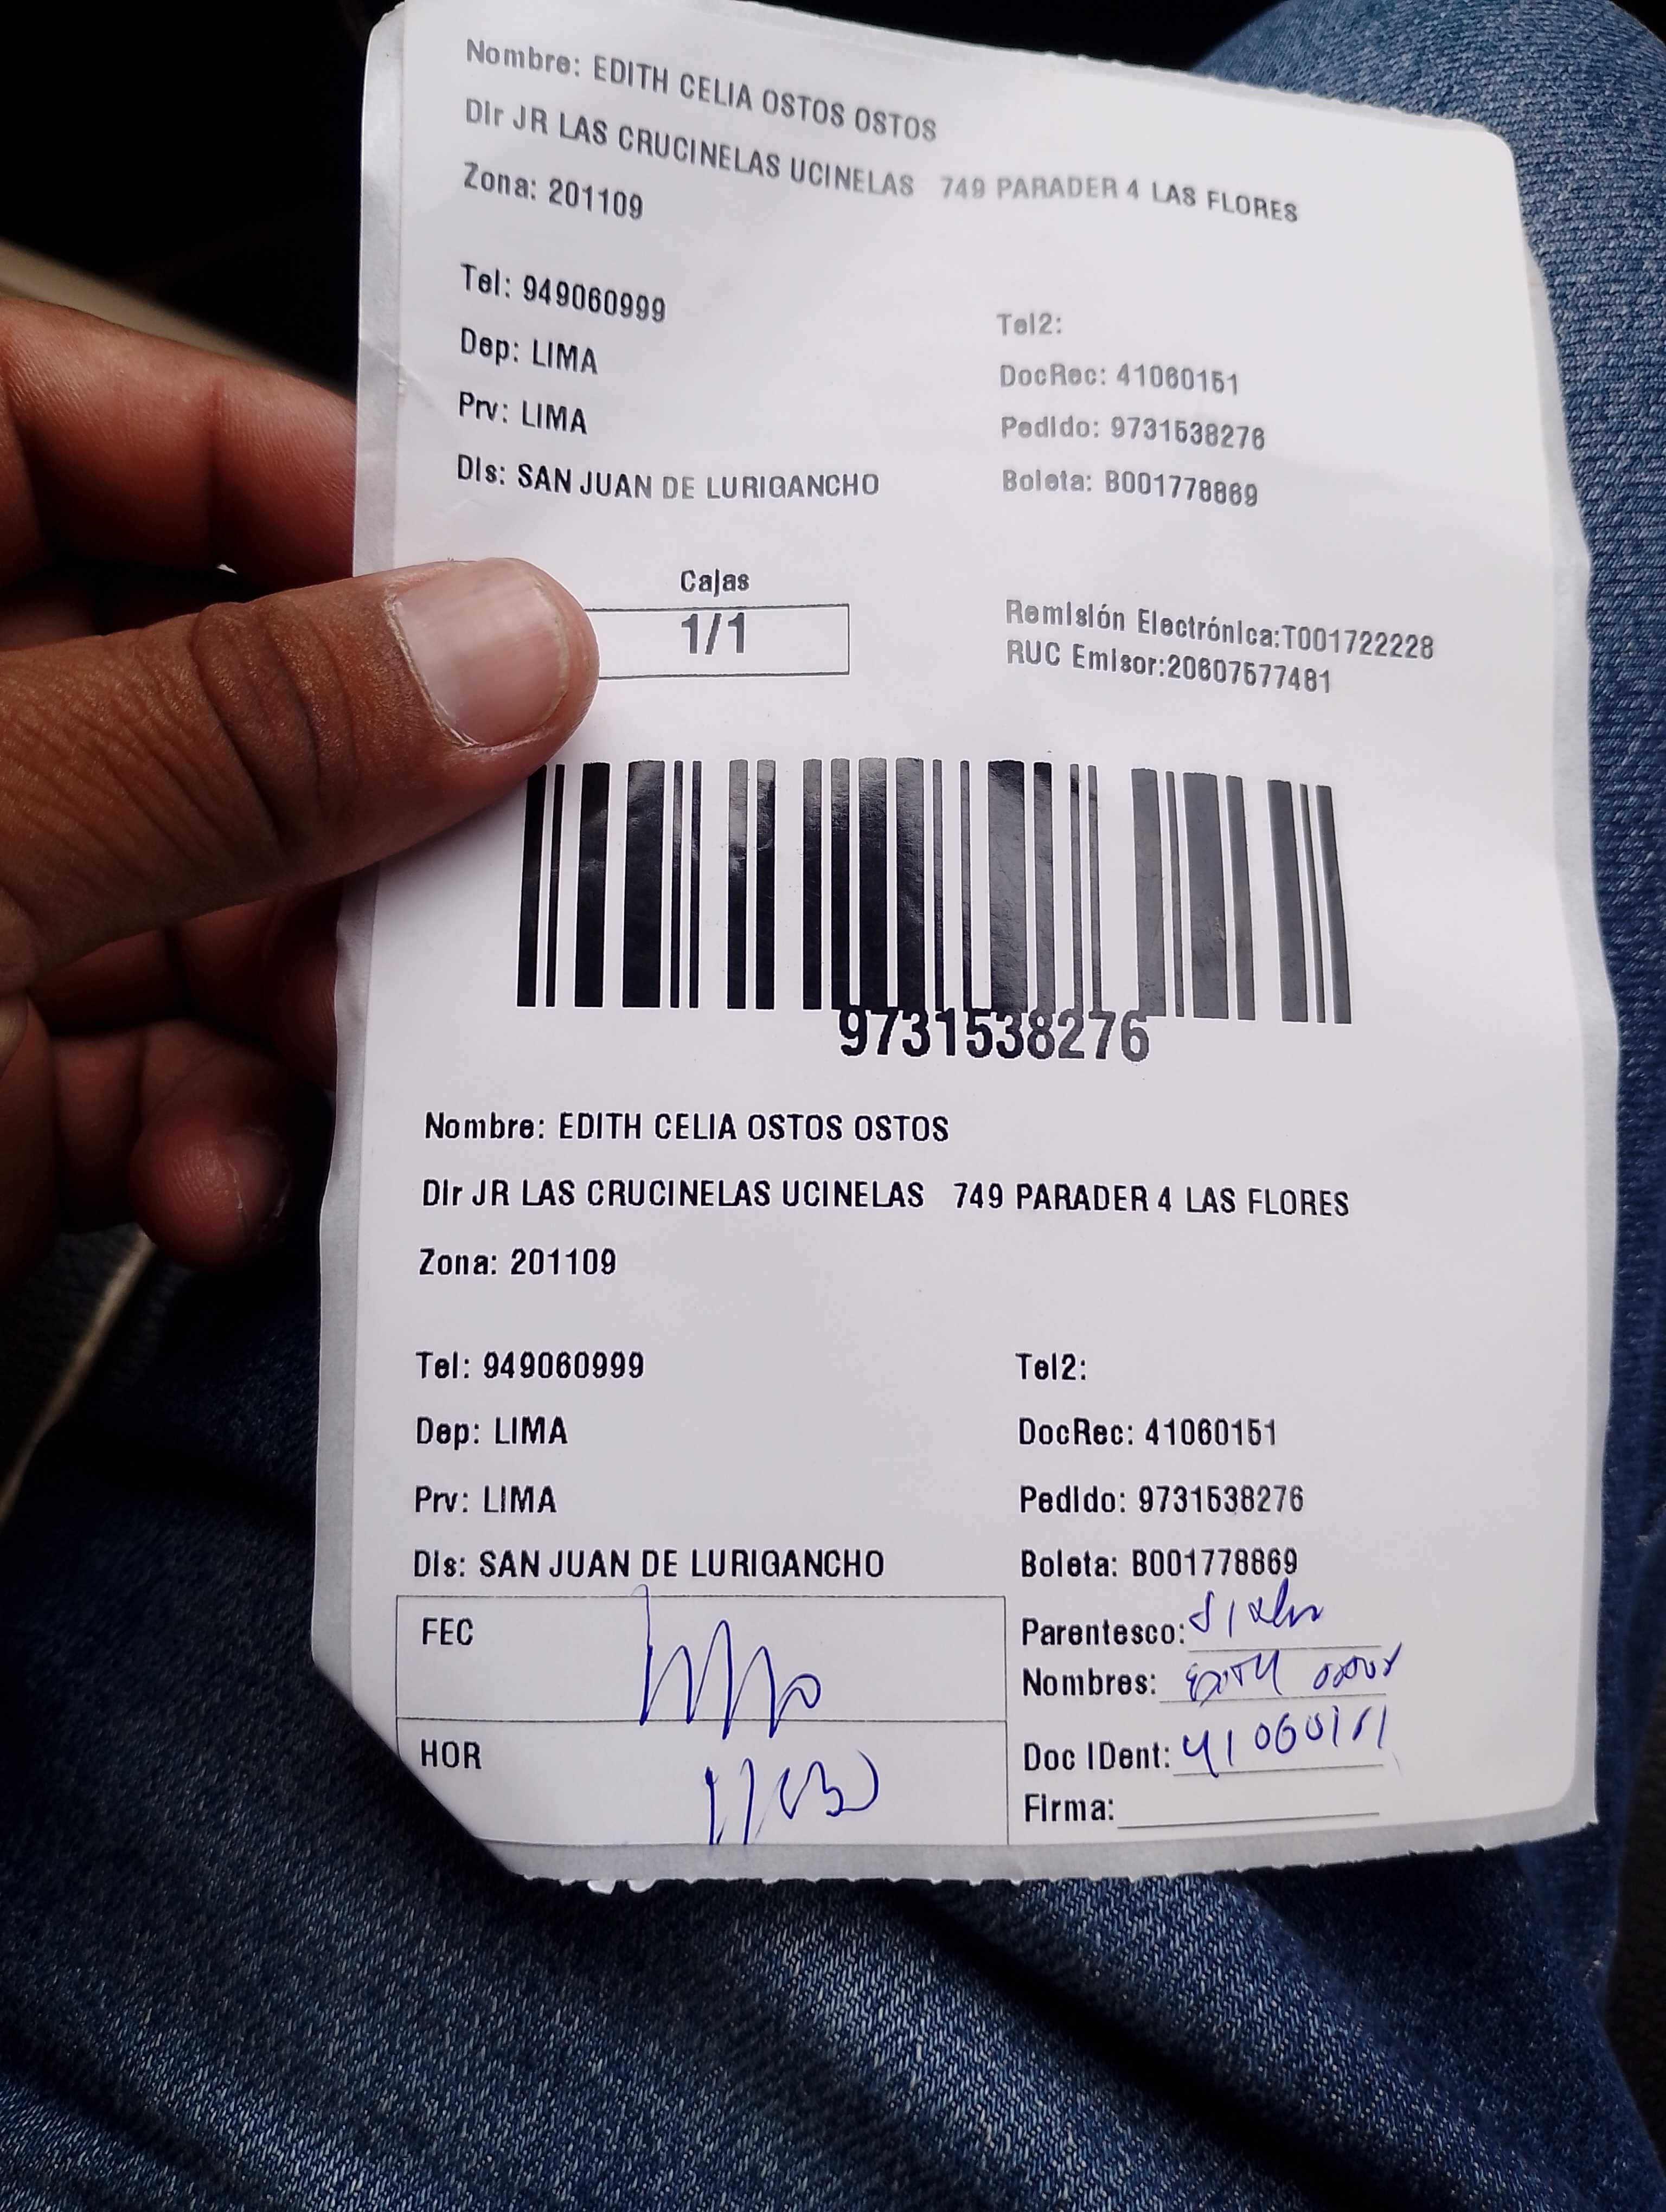 Nombre: EDITH CELIA OSTOS OSTOS
Dir JR LAS CRUCINELAS UCINELAS 749 PARADER 4 LAS FLORES
Zona: 201109
Tel: 949060999
Tel2:
Dep: LIMA
DocRec: 41060151
Prv: LIMA
Pedido: 9731538276
Dis: SAN JUAN DE LURIGANCHO
Boleta: B001778869
Cajas
1/1
Remisión Electrónica:T001722228
RUC Emisor:20607577481
9731538276
Nombre: EDITH CELIA OSTOS OSTOS
Dir JR LAS CRUCINELAS UCINELAS 749 PARADER 4 LAS FLORES
Zona: 201109
Tel: 949060999
Tel2:
Dep: LIMA
DocRec: 41060151
Prv: LIMA
Pedido: 9731538276
Dis: SAN JUAN DE LURIGANCHO
Boleta: B001778869
FEC
Parentesco:
Nombres: EDITH
HOR
Doc IDent: 41060151
Firma: